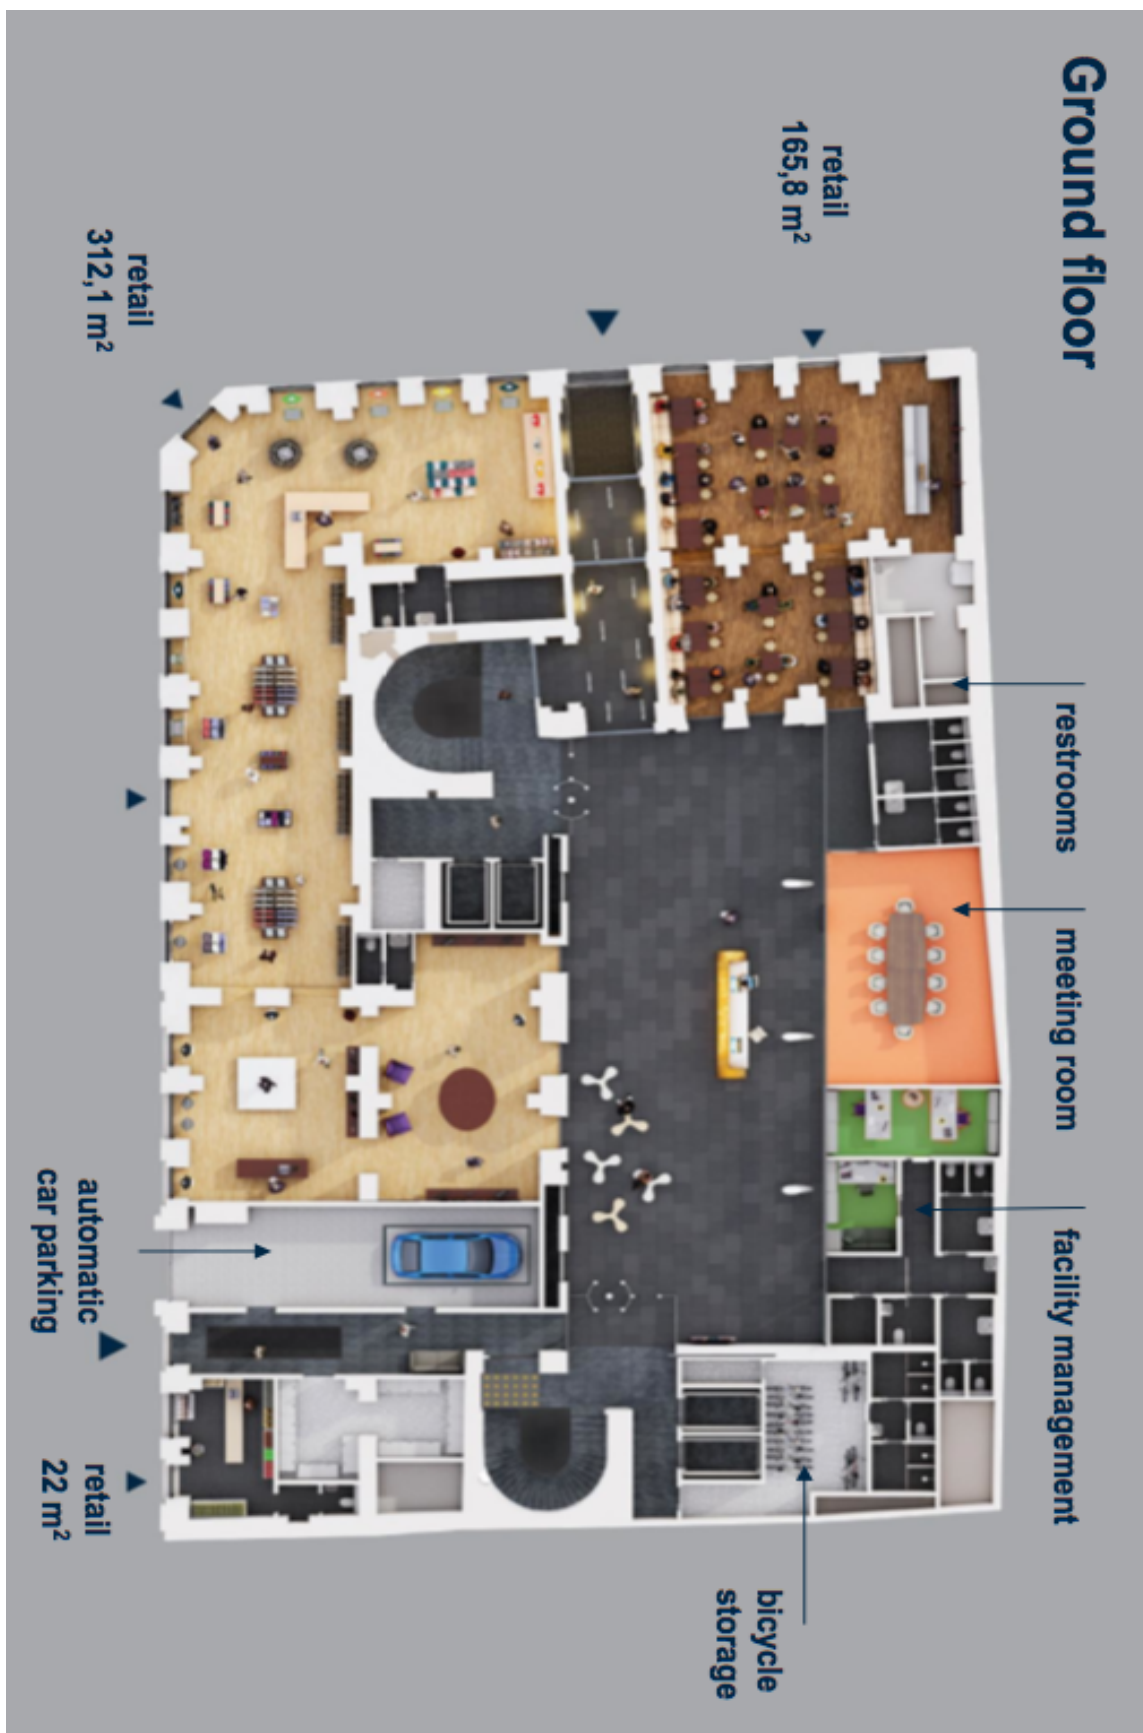 Ground floor
retail
165,8 m²
retail
312,1 m²
restrooms
meeting room
facility management
automatic
car parking
retail
22 m²
bicycle
storage